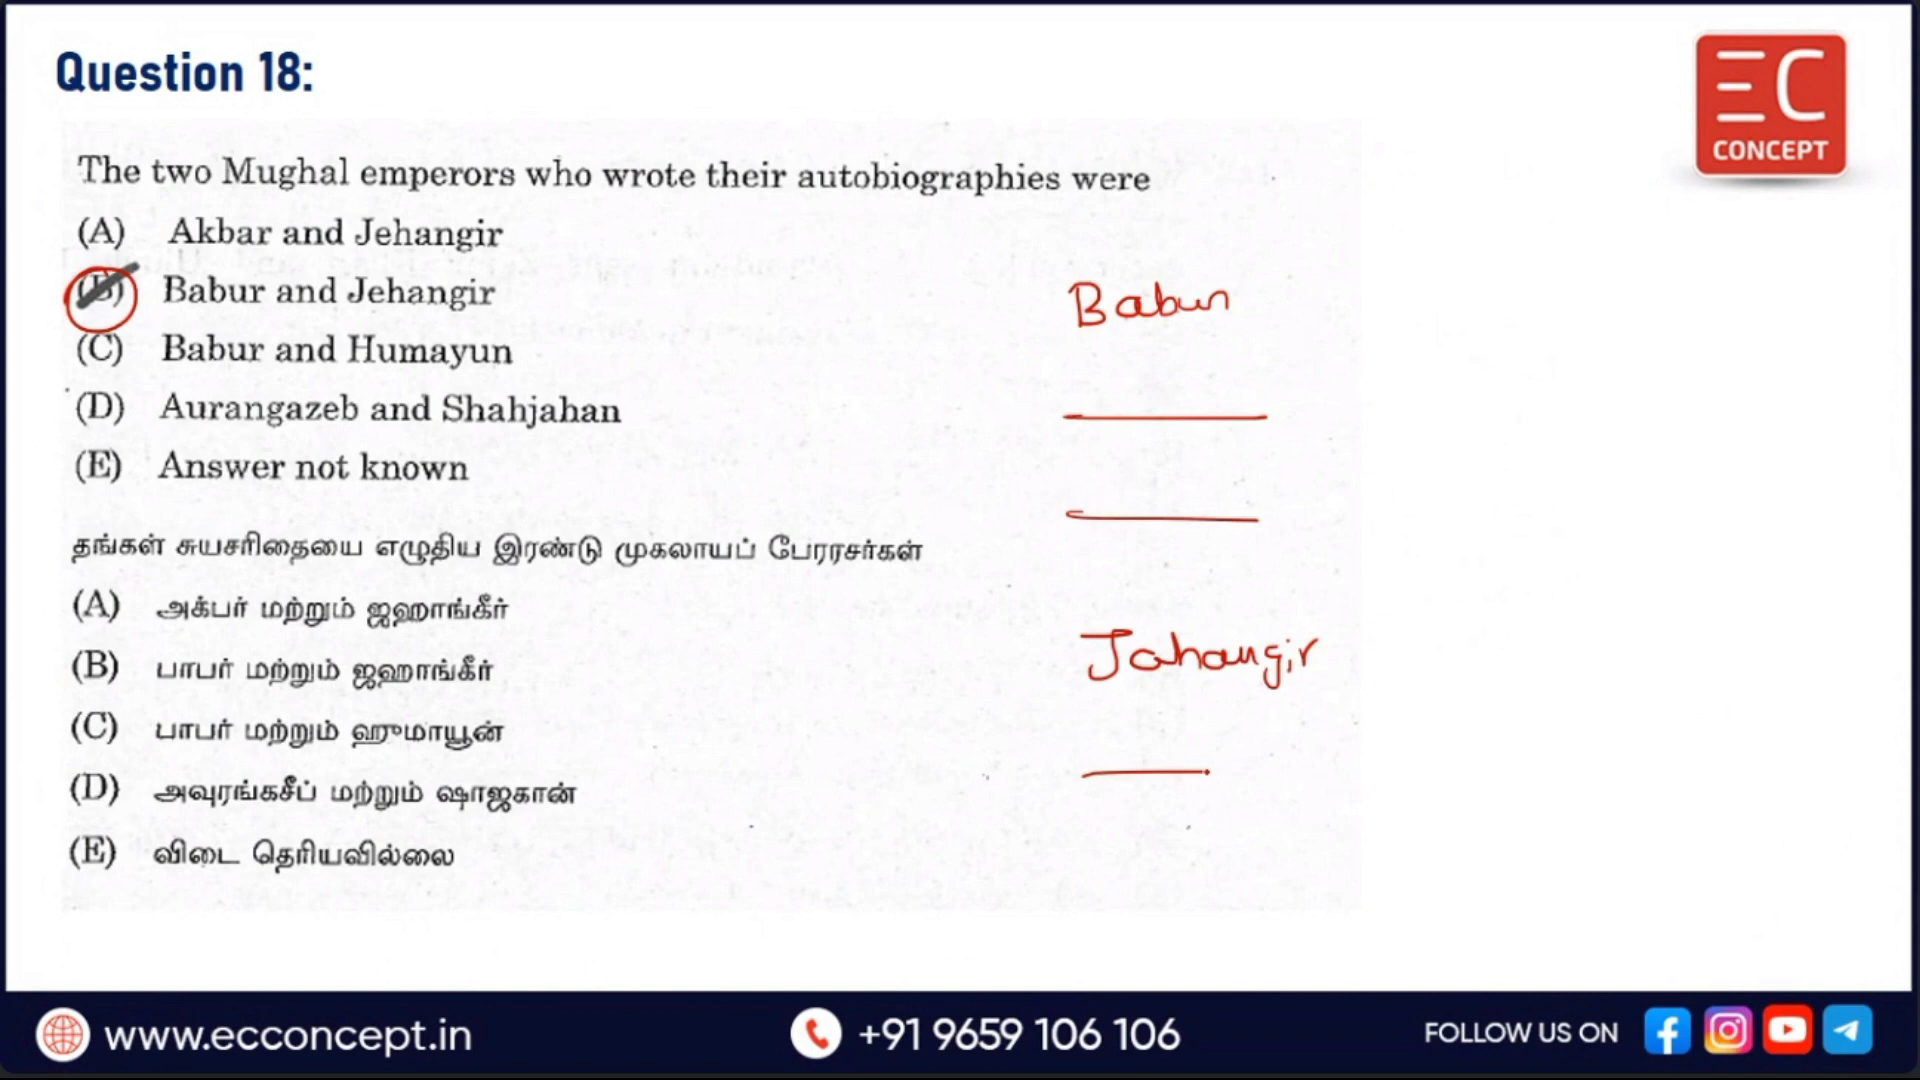 Question 18:
EC
CONCEPT
The two Mughal emperors who wrote their autobiographies were
(A) Akbar and Jehangir
(B) Babur and Jehangir
(C) Babur and Humayun
(D) Aurangazeb and Shahjahan
(E) Answer not known
Babur
தங்கள் சுயசரிதையை எழுதிய இரண்டு முகலாயப் பேரரசர்கள்
(A) அக்பர் மற்றும் ஜஹாங்கீர்
(B) பாபர் மற்றும் ஜஹாங்கீர்
(C) பாபர் மற்றும் ஹுமாயூன்
(D) அவுரங்கசீப் மற்றும் ஷாஜகான்
(E) விடை தெரியவில்லை
Jahangir
www.ecconcept.in
+91 9659 106 106
FOLLOW US ON